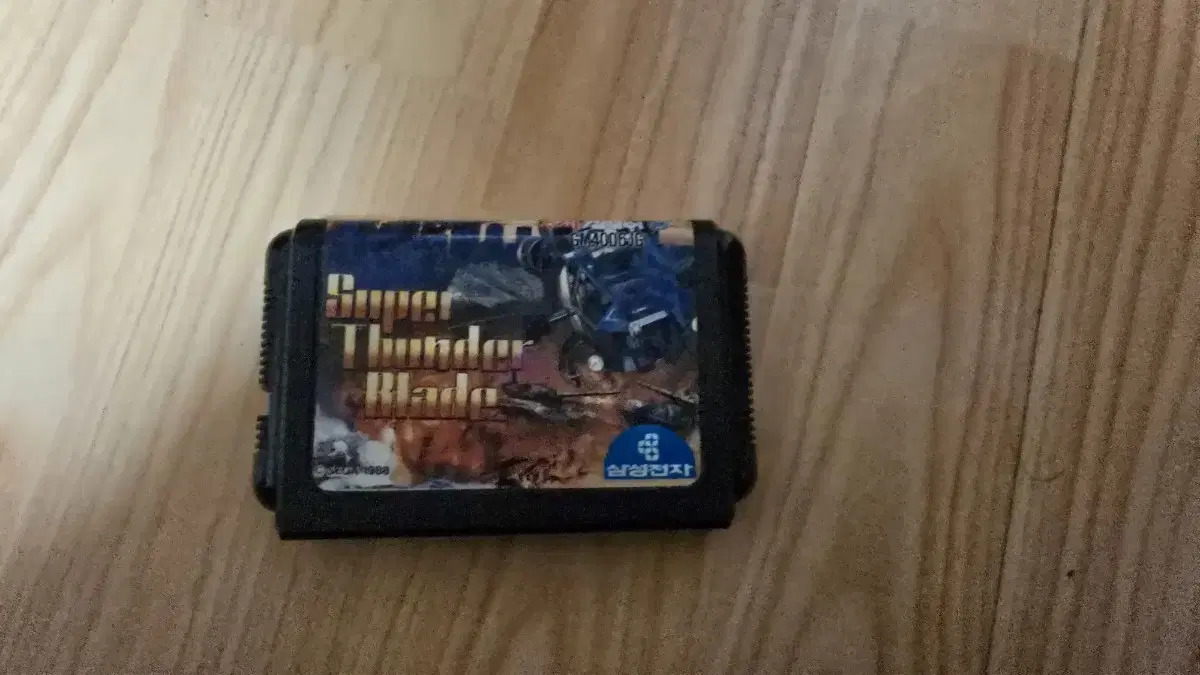 Super
Thunder
Blade
삼성전자